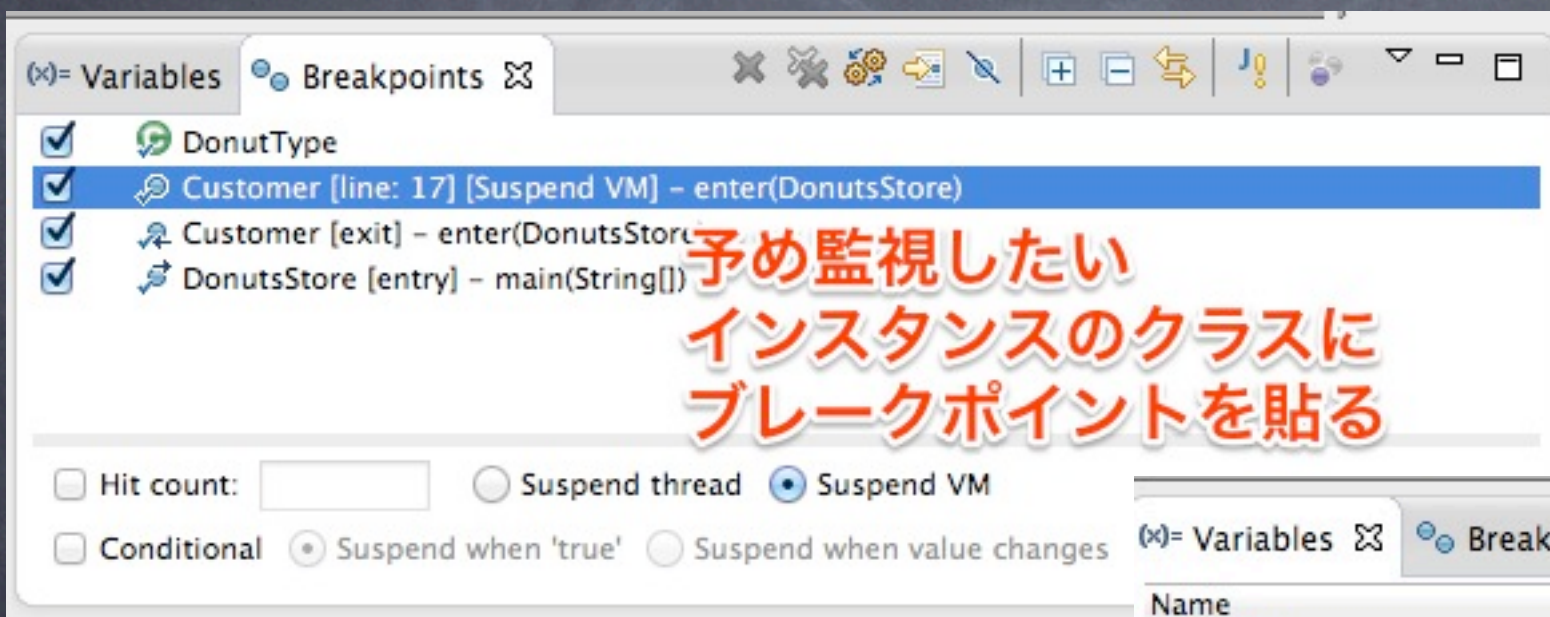 (x)= Variables Breakpoints
DonutType
Customer [line: 17] [Suspend VM] – enter(DonutsStore)
Customer [exit] – enter(DonutsStore
DonutsStore [entry] – main(String[])
予め監視したい
インスタンスのクラスに
ブレークポイントを貼る
Hit count: Suspend thread Suspend VM
Conditional Suspend when 'true' Suspend when value changes
(x)= Variables Break
Name